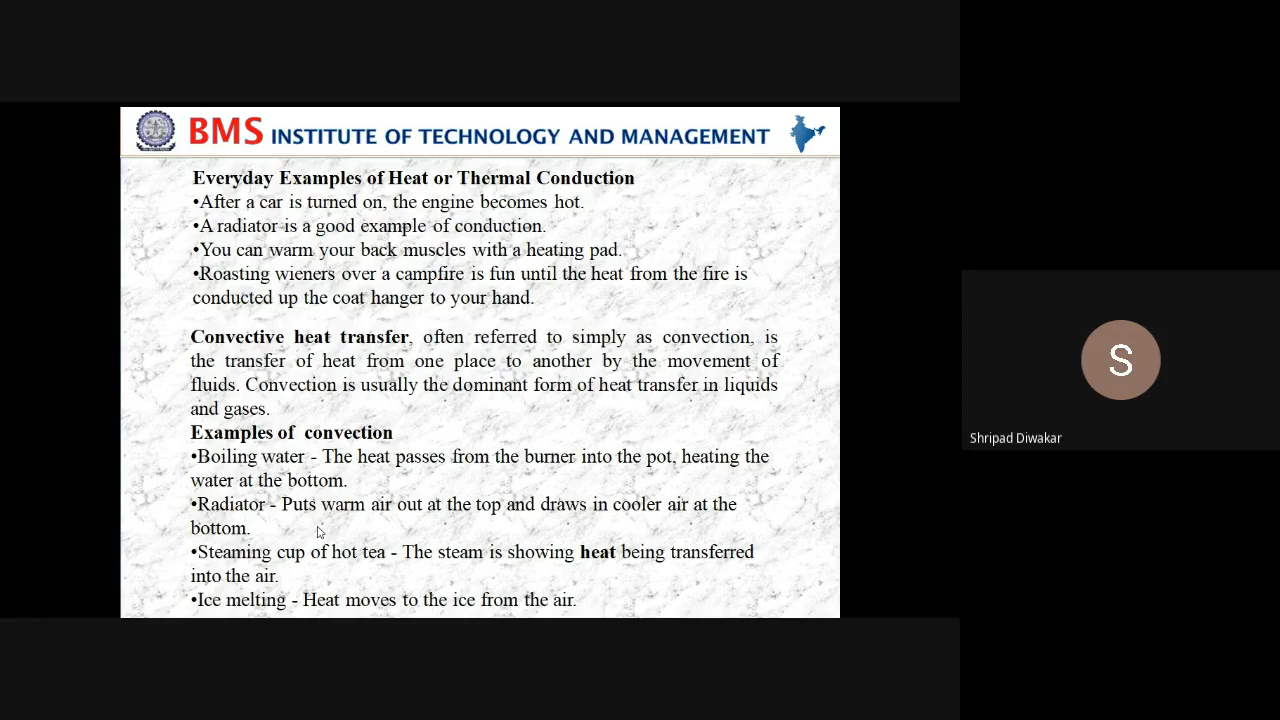 BMS INSTITUTE OF TECHNOLOGY AND MANAGEMENT
Everyday Examples of Heat or Thermal Conduction
•After a car is turned on, the engine becomes hot.
•A radiator is a good example of conduction.
•You can warm your back muscles with a heating pad.
•Roasting wieners over a campfire is fun until the heat from the fire is
conducted up the coat hanger to your hand.
Convective heat transfer, often referred to simply as convection, is
the transfer of heat from one place to another by the movement of
fluids. Convection is usually the dominant form of heat transfer in liquids
and gases.
Examples of convection
•Boiling water - The heat passes from the burner into the pot, heating the
water at the bottom.
•Radiator - Puts warm air out at the top and draws in cooler air at the
bottom.
•Steaming cup of hot tea - The steam is showing heat being transferred
into the air.
•Ice melting - Heat moves to the ice from the air.
S
Shripad Diwakar